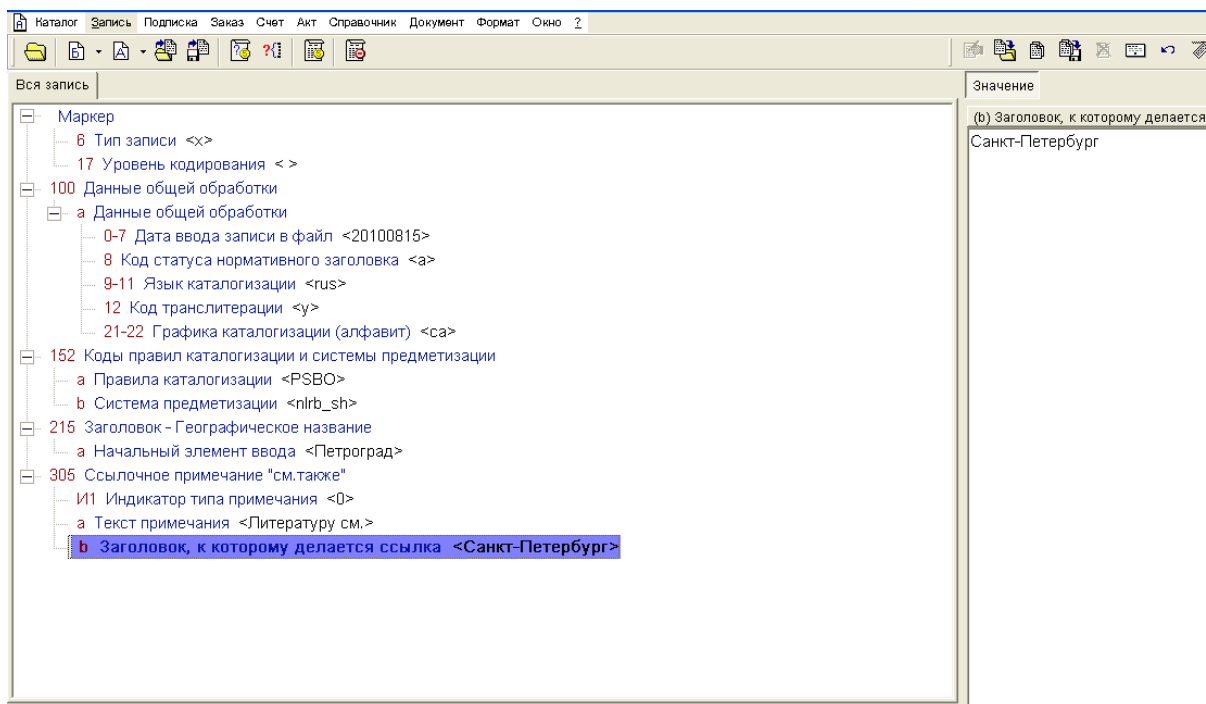 Каталог Запись Подписка Заказ Счет Акт Справочник Документ Формат Окно ?
Вся запись
Маркер
6 Тип записи <x>
17 Уровень кодирования < >
100 Данные общей обработки
a Данные общей обработки
0-7 Дата ввода записи в файл <20100815>
8 Код статуса нормативного заголовка <a>
9-11 Язык каталогизации <rus>
12 Код транслитерации <y>
21-22 Графика каталогизации (алфавит) <ca>
152 Коды правил каталогизации и системы предметизации
a Правила каталогизации <PSBO>
b Система предметизации <nlrb_sh>
215 Заголовок - Географическое название
a Начальный элемент ввода <Петроград>
305 Ссылочное примечание "см.также"
И1 Индикатор типа примечания <0>
a Текст примечания <Литературу см.>
b Заголовок, к которому делается ссылка <Санкт-Петербург>
Значение
(b) Заголовок, к которому делается
Санкт-Петербург